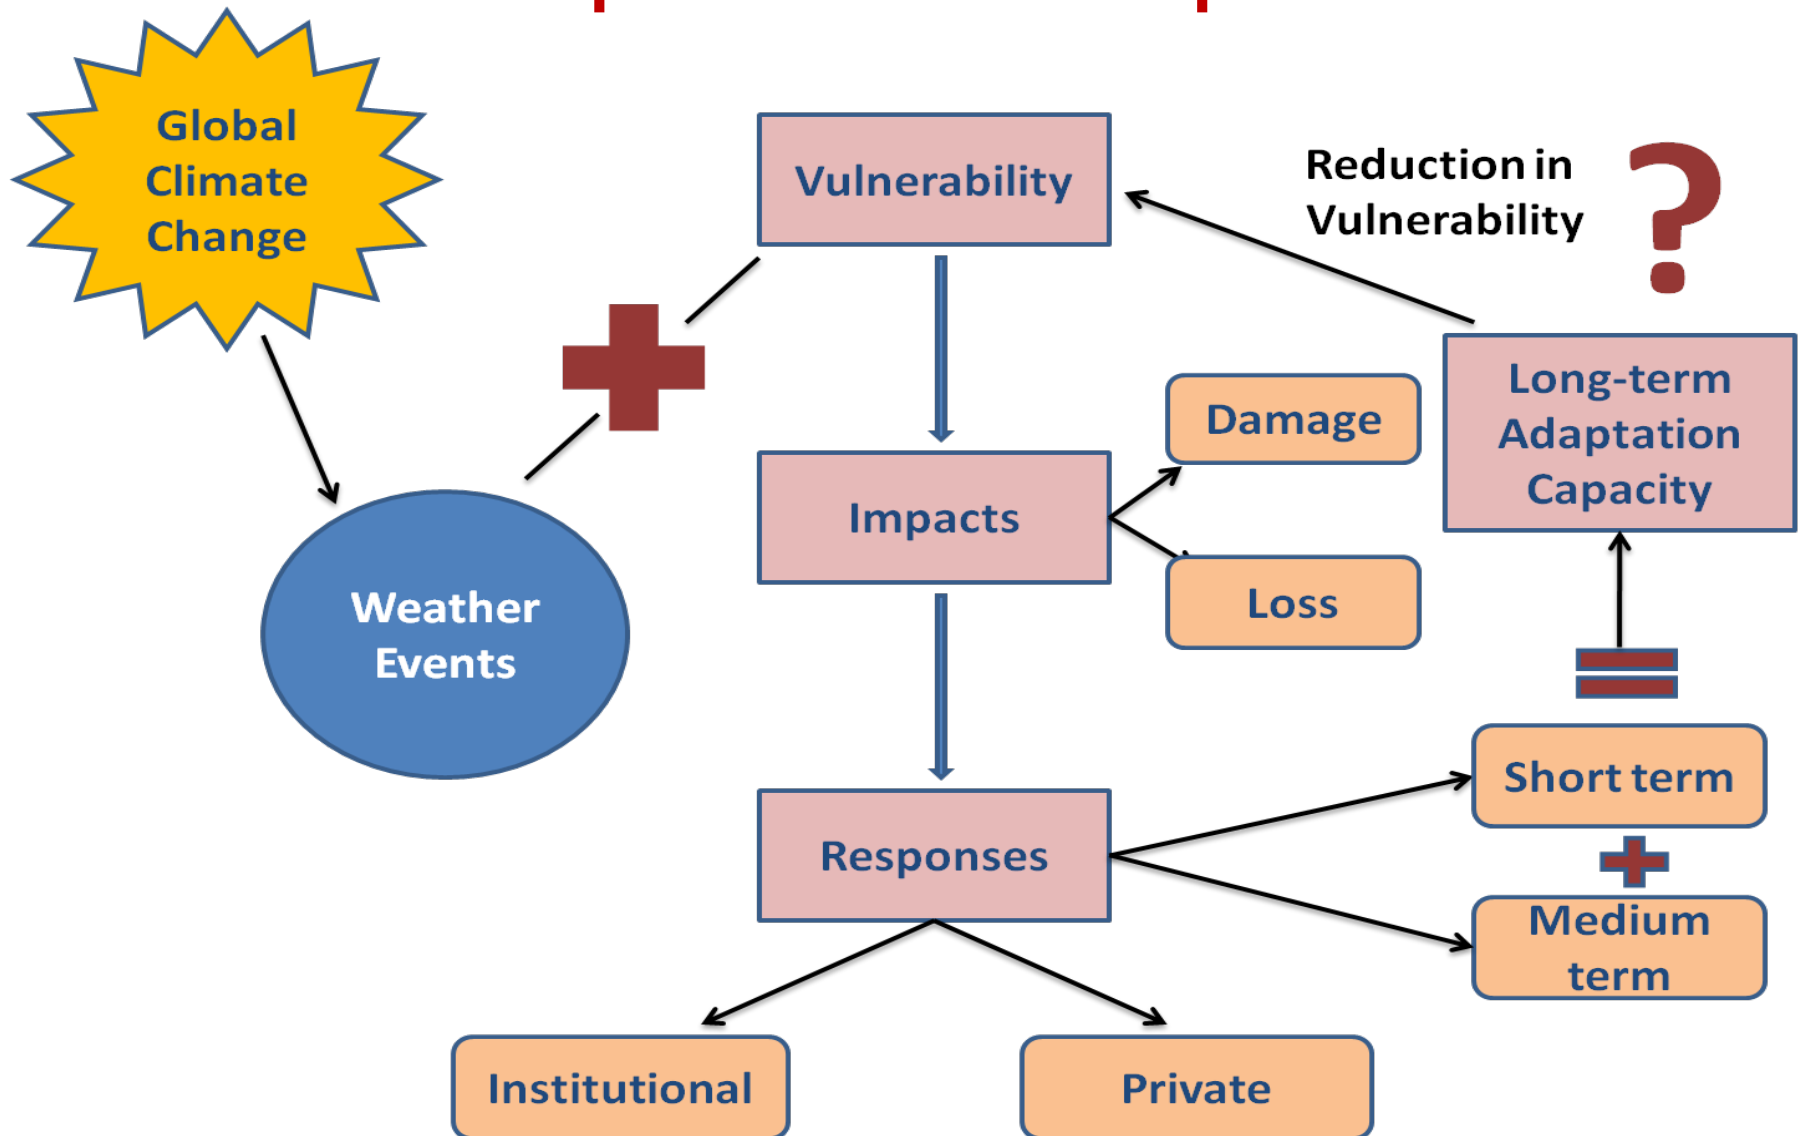 Global
Climate
Change
Vulnerability
Reduction in
Vulnerability
?
Long-term
Adaptation
Capacity
Damage
Impacts
Loss
Weather
Events
Short term
Responses
Medium
term
Institutional
Private